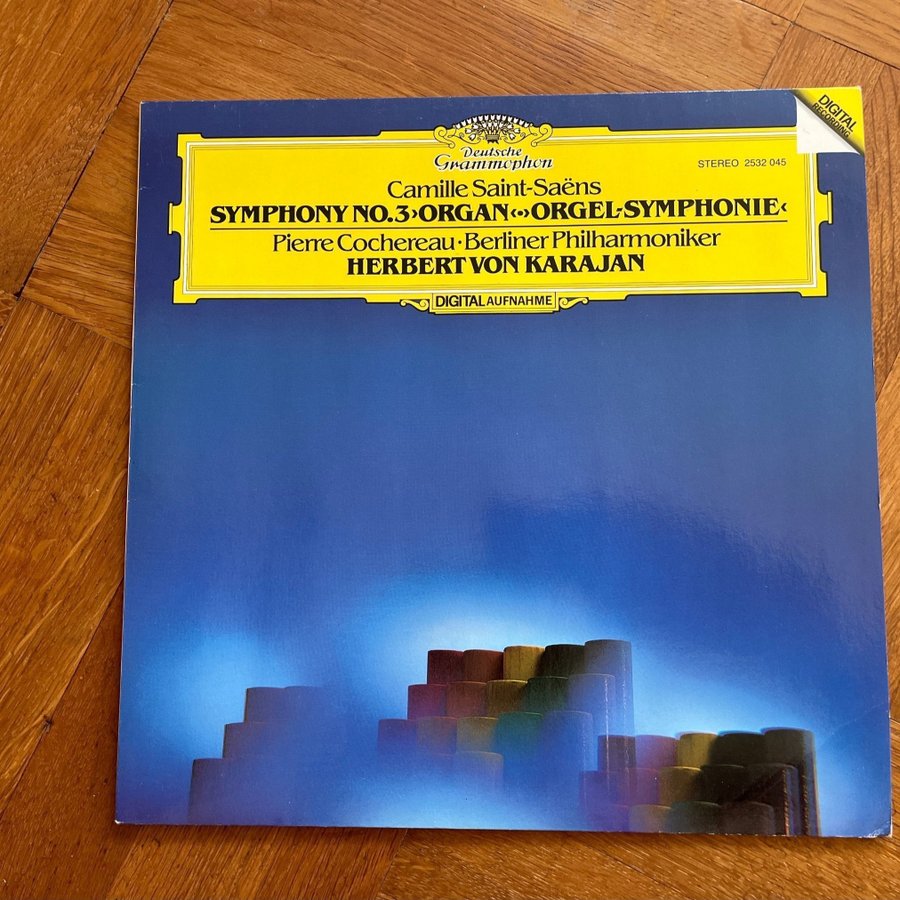 DIGITAL
RECORDING
Deutsche
Grammophon
STEREO 2532 045
Camille Saint-Saëns
SYMPHONY NO.3 ›ORGAN‹·›ORGEL-SYMPHONIE‹
Pierre Cochereau · Berliner Philharmoniker
HERBERT VON KARAJAN
DIGITAL AUFNAHME